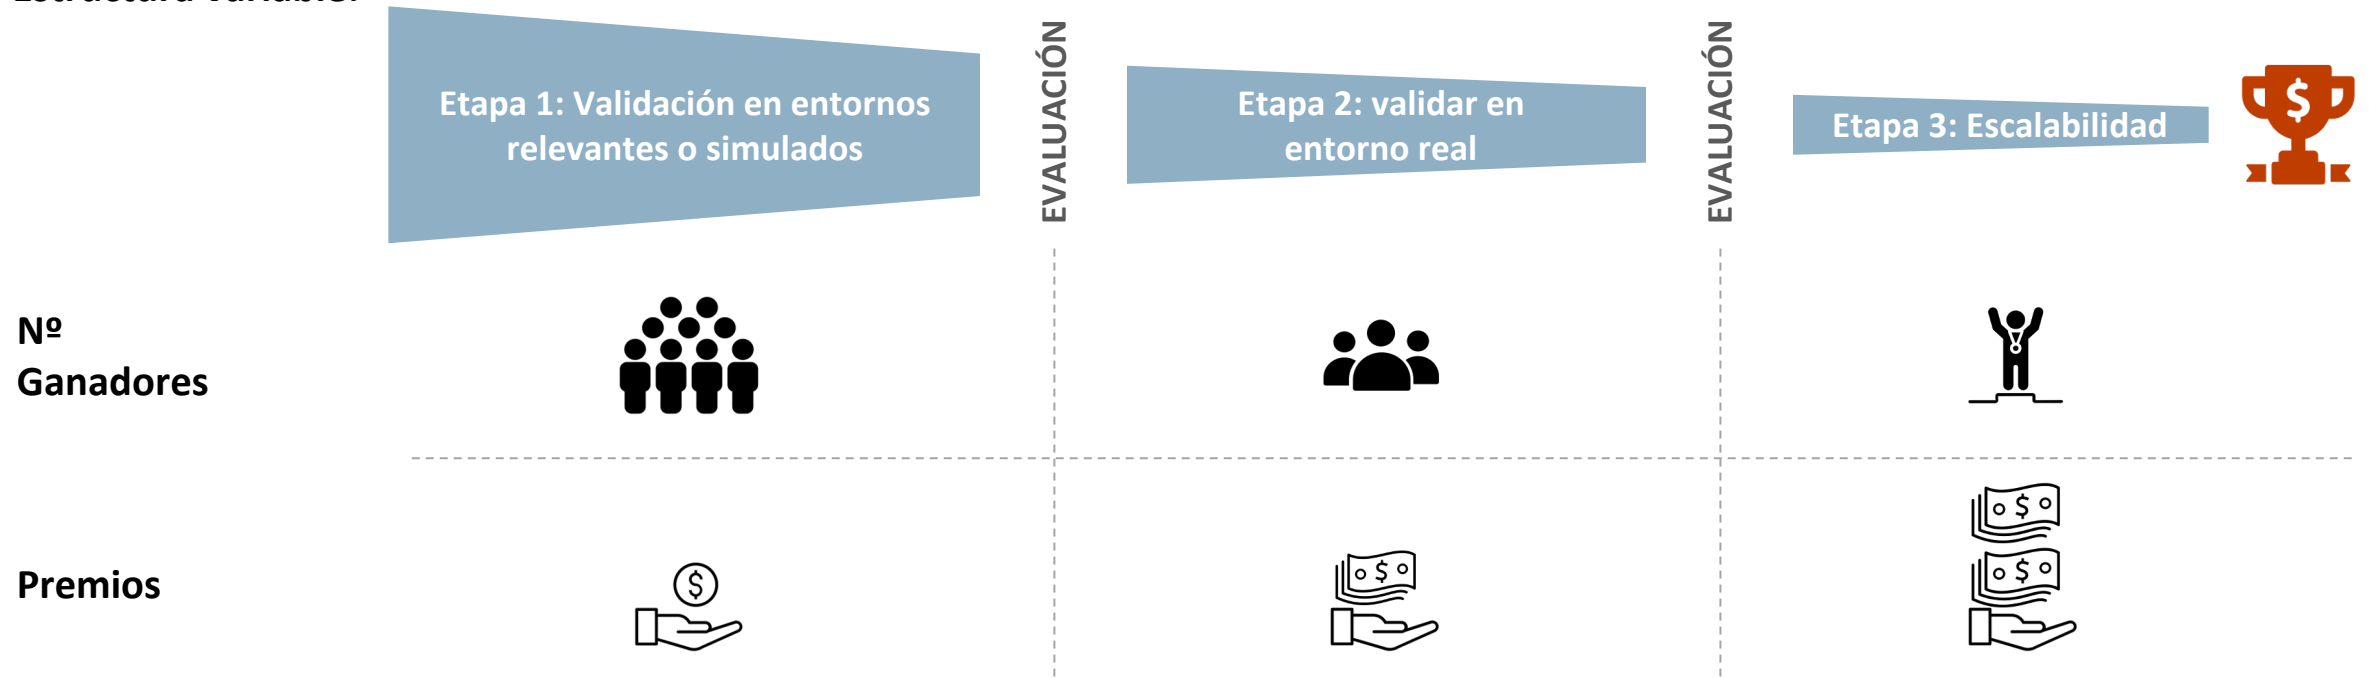 Etapa 1: Validación en entornos
relevantes o simulados
EVALUACIÓN
Etapa 2: validar en
entorno real
EVALUACIÓN
Etapa 3: Escalabilidad
$
Nº
Ganadores
Premios
$
$
$
$